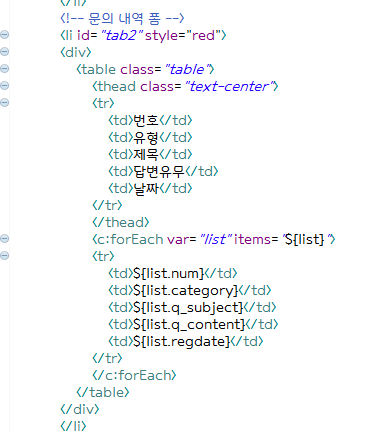 </li>
<!-- 문의 내역 폼 -->
<li id="tab2" style="red">
<div>
<table class="table">
<thead class="text-center">
<tr>
<td>번호</td>
<td>유형</td>
<td>제목</td>
<td>답변유무</td>
<td>날짜</td>
</tr>
</thead>
<c:forEach var="list" items="${list}">
<tr>
<td>${list.num}</td>
<td>${list.category}</td>
<td>${list.q_subject}</td>
<td>${list.q_content}</td>
<td>${list.regdate}</td>
</tr>
</c:forEach>
</table>
</div>
</li>